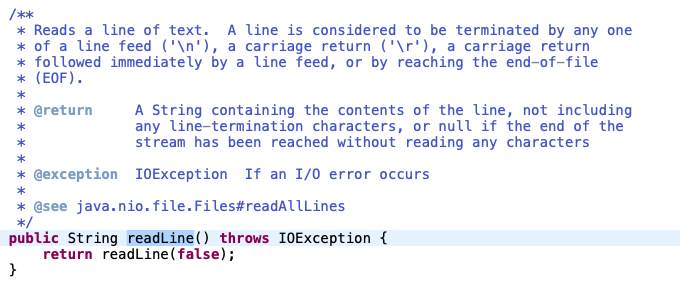 /**
 * Reads a line of text.  A line is considered to be terminated by any one
 * of a line feed ('\n'), a carriage return ('\r'), a carriage return
 * followed immediately by a line feed, or by reaching the end-of-file
 * (EOF).
 *
 * @return     A String containing the contents of the line, not including
 *             any line-termination characters, or null if the end of the
 *             stream has been reached without reading any characters
 *
 * @exception  IOException  If an I/O error occurs
 *
 * @see java.nio.file.Files#readAllLines
 */
public String readLine() throws IOException {
    return readLine(false);
}